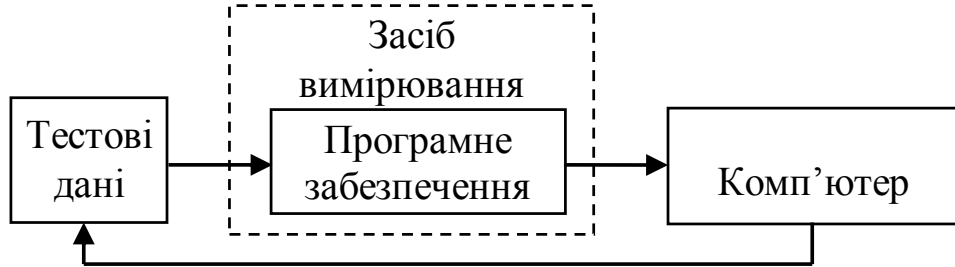 Засіб
вимірювання
Тестові
дані
Програмне
забезпечення
Комп’ютер